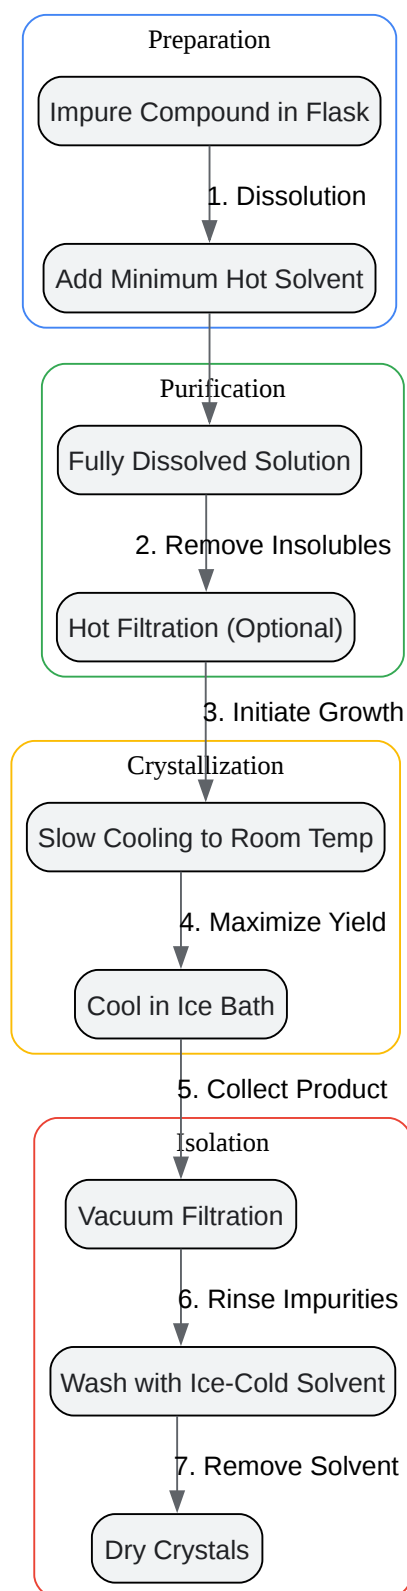 Preparation
Impure Compound in Flask
1. Dissolution
Add Minimum Hot Solvent
Purification
Fully Dissolved Solution
2. Remove Insolubles
Hot Filtration (Optional)
3. Initiate Growth
Crystallization
Slow Cooling to Room Temp
4. Maximize Yield
Cool in Ice Bath
5. Collect Product
Isolation
Vacuum Filtration
6. Rinse Impurities
Wash with Ice-Cold Solvent
7. Remove Solvent
Dry Crystals